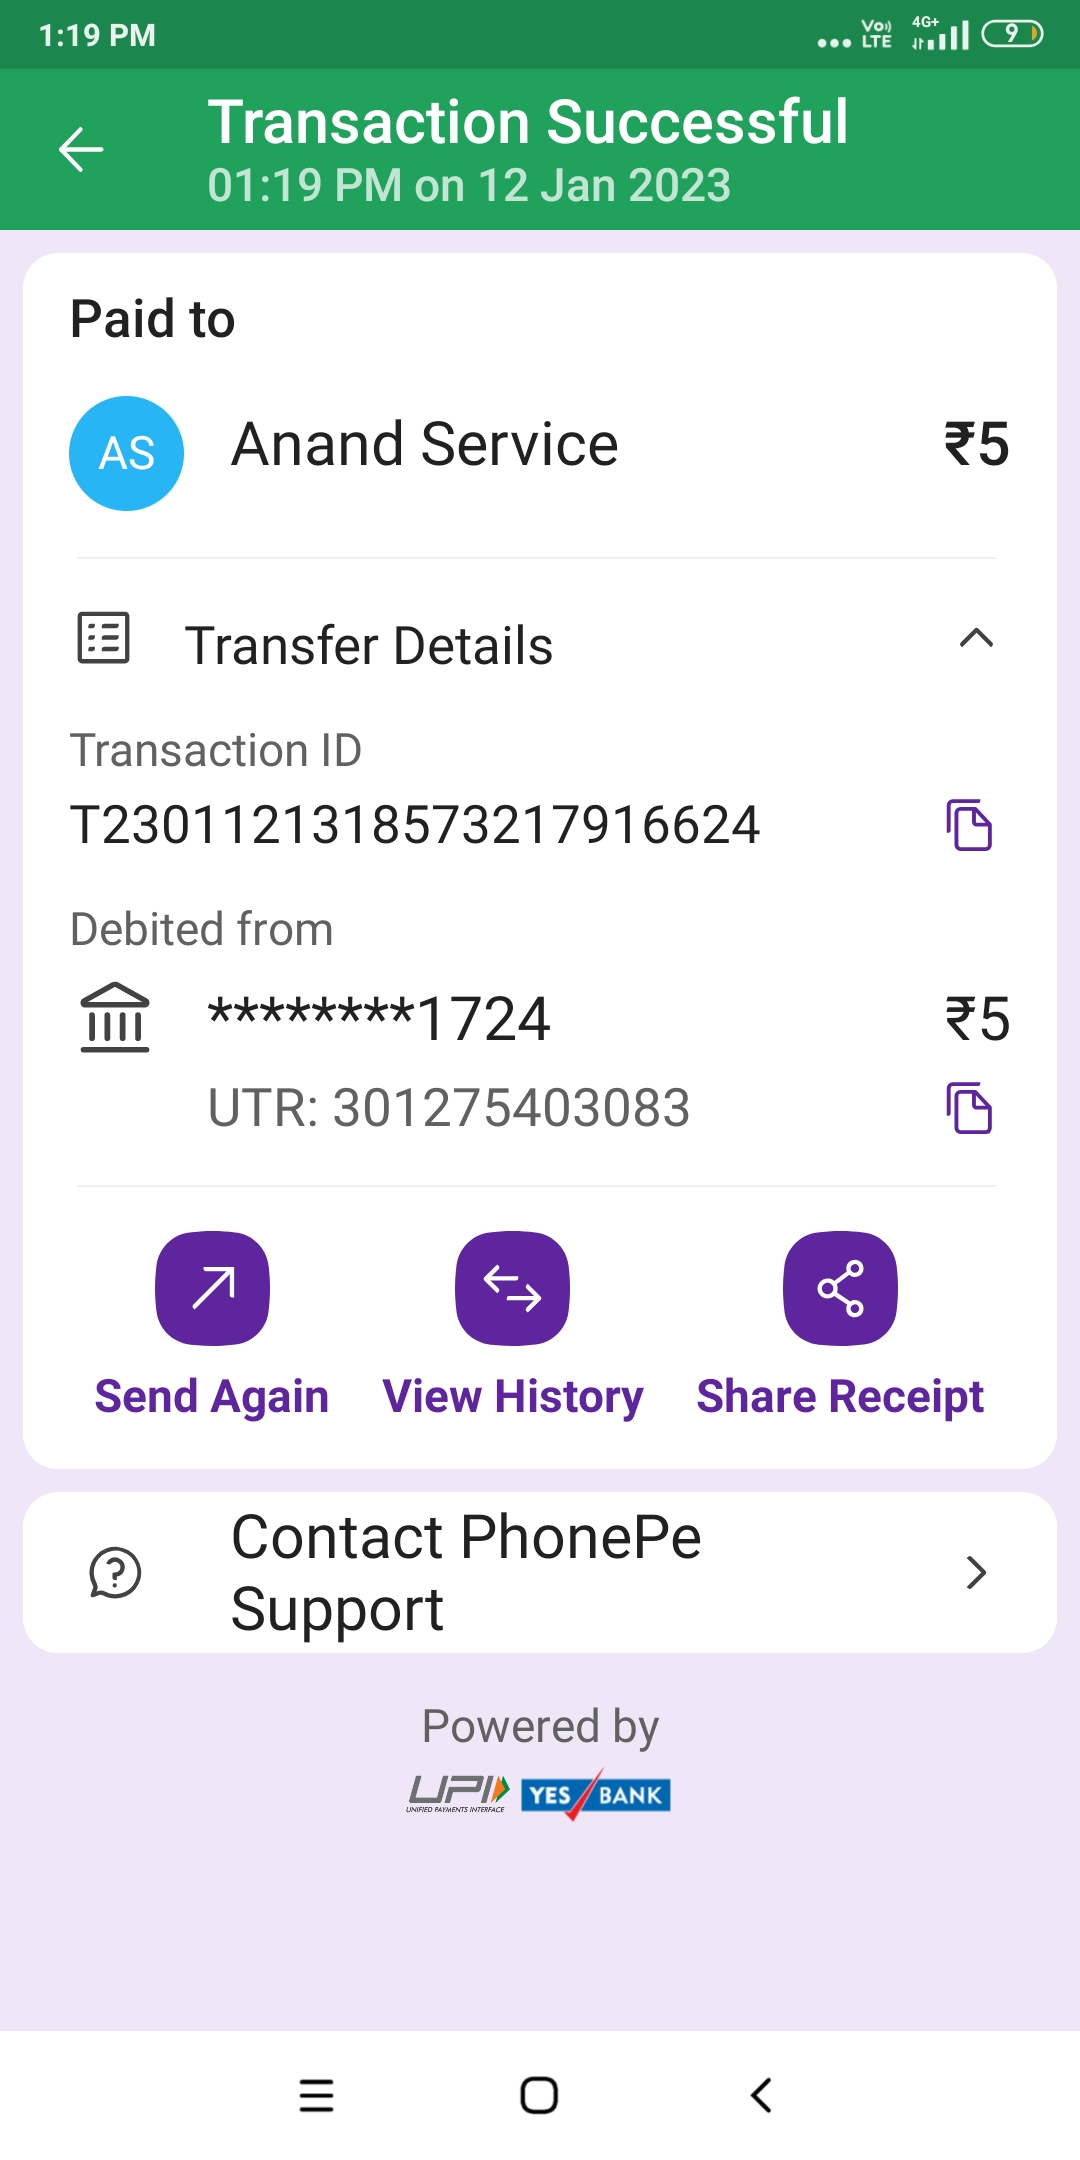 1:19 PM
Vo)) LTE 4G+ 9
Transaction Successful
01:19 PM on 12 Jan 2023
Paid to
AS Anand Service ₹5
Transfer Details
Transaction ID
T2301121318573217916624
Debited from
********1724 ₹5
UTR: 301275403083
Send Again View History Share Receipt
Contact PhonePe
Support
Powered by
UPI YES BANK
UNIFIED PAYMENTS INTERFACE